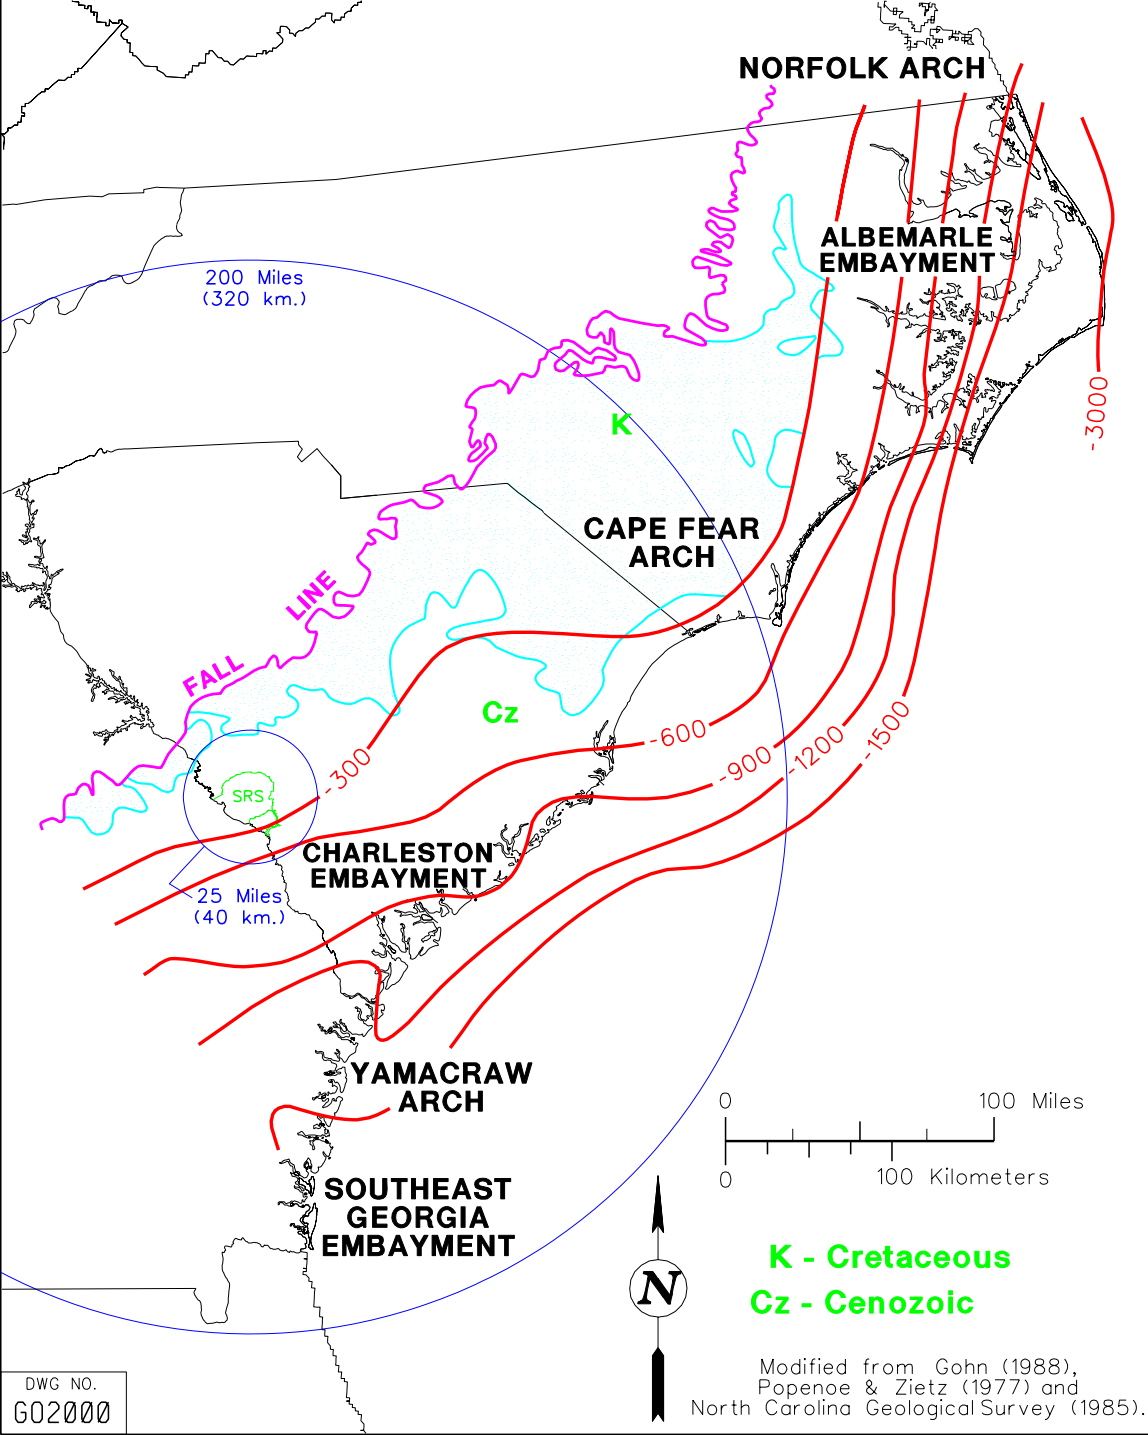 NORFOLK ARCH
ALBEMARLE
EMBAYMENT
200 Miles
(320 km.)
-3000
K
CAPE FEAR
ARCH
LINE
FALL
Cz
-300
-600
-900
-1200
-1500
SRS
CHARLESTON
EMBAYMENT
25 Miles
(40 km.)
YAMACRAW
ARCH
0
100 Miles
0
100 Kilometers
SOUTHEAST
GEORGIA
EMBAYMENT
N
K - Cretaceous
Cz - Cenozoic
Modified from Gohn (1988),
Popenoe & Zietz (1977) and
North Carolina Geological Survey (1985).
DWG NO.
G02000